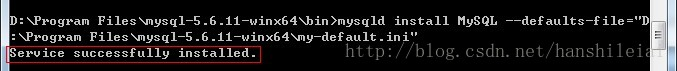 D:\Program Files\mysql-5.6.11-winx64\bin>mysqld install MySQL --defaults-file="D
:\Program Files\mysql-5.6.11-winx64\my-default.ini"
Service successfully installed.
http://blog.csdn.net/hanshileiai